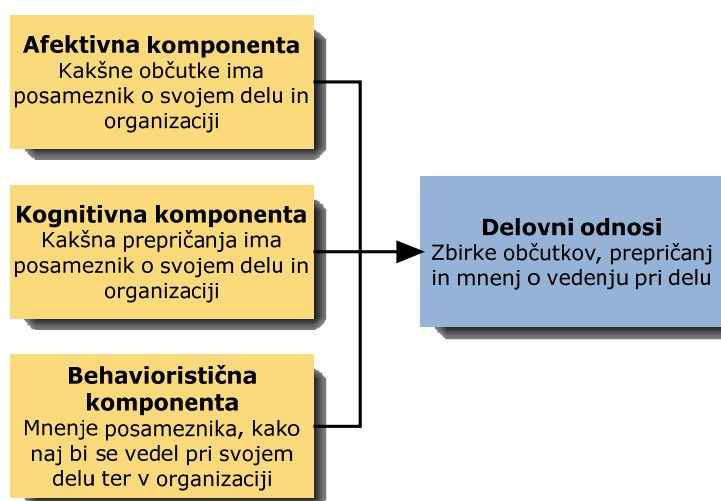 Afektivna komponenta
Kakšne občutke ima
posameznik o svojem delu in
organizaciji
Kognitivna komponenta
Kakšna prepričanja ima
posameznik o svojem delu in
organizaciji
Behavioristična
komponenta
Mnenje posameznika, kako
naj bi se vedel pri svojem
delu ter v organizaciji
Delovni odnosi
Zbirke občutkov, prepričanj
in mnenj o vedenju pri delu